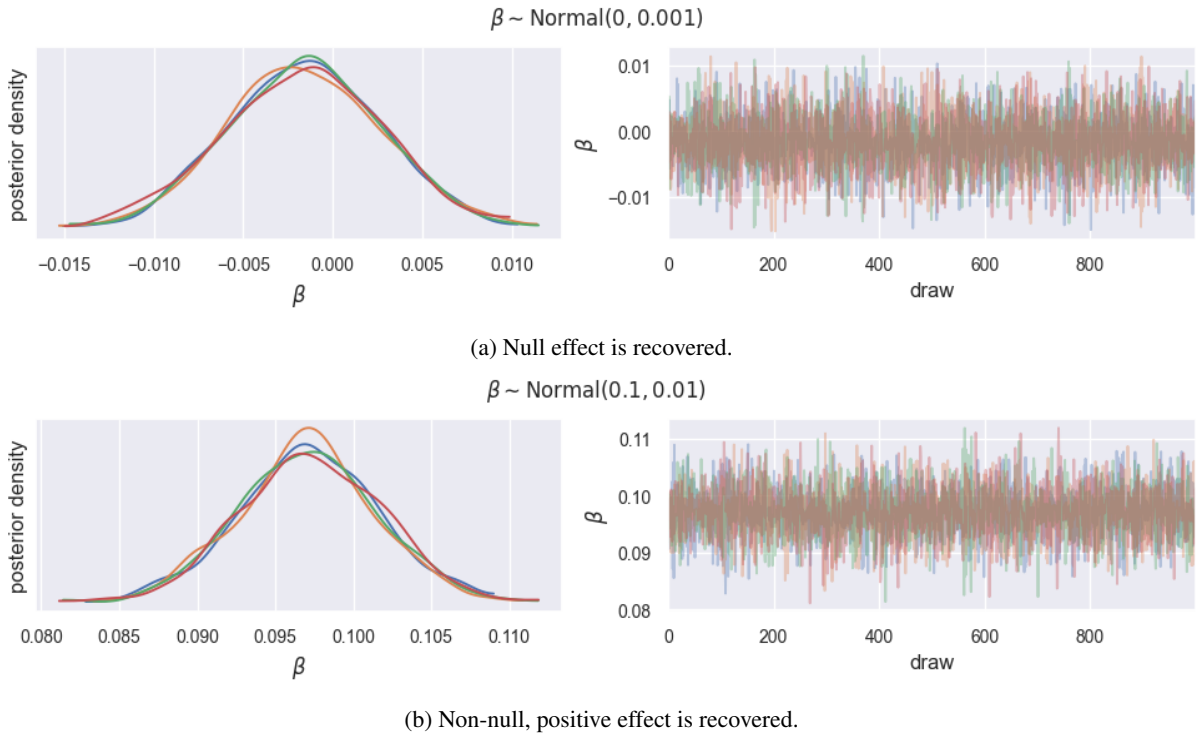 β ~ Normal(0, 0.001)
posterior density
−0.015 −0.010 −0.005 0.000 0.005 0.010
β
β
0.01
0.00
−0.01
0 200 400 600 800
draw
(a) Null effect is recovered.
β ~ Normal(0.1, 0.01)
posterior density
0.080 0.085 0.090 0.095 0.100 0.105 0.110
β
β
0.11
0.10
0.09
0.08
0 200 400 600 800
draw
(b) Non-null, positive effect is recovered.